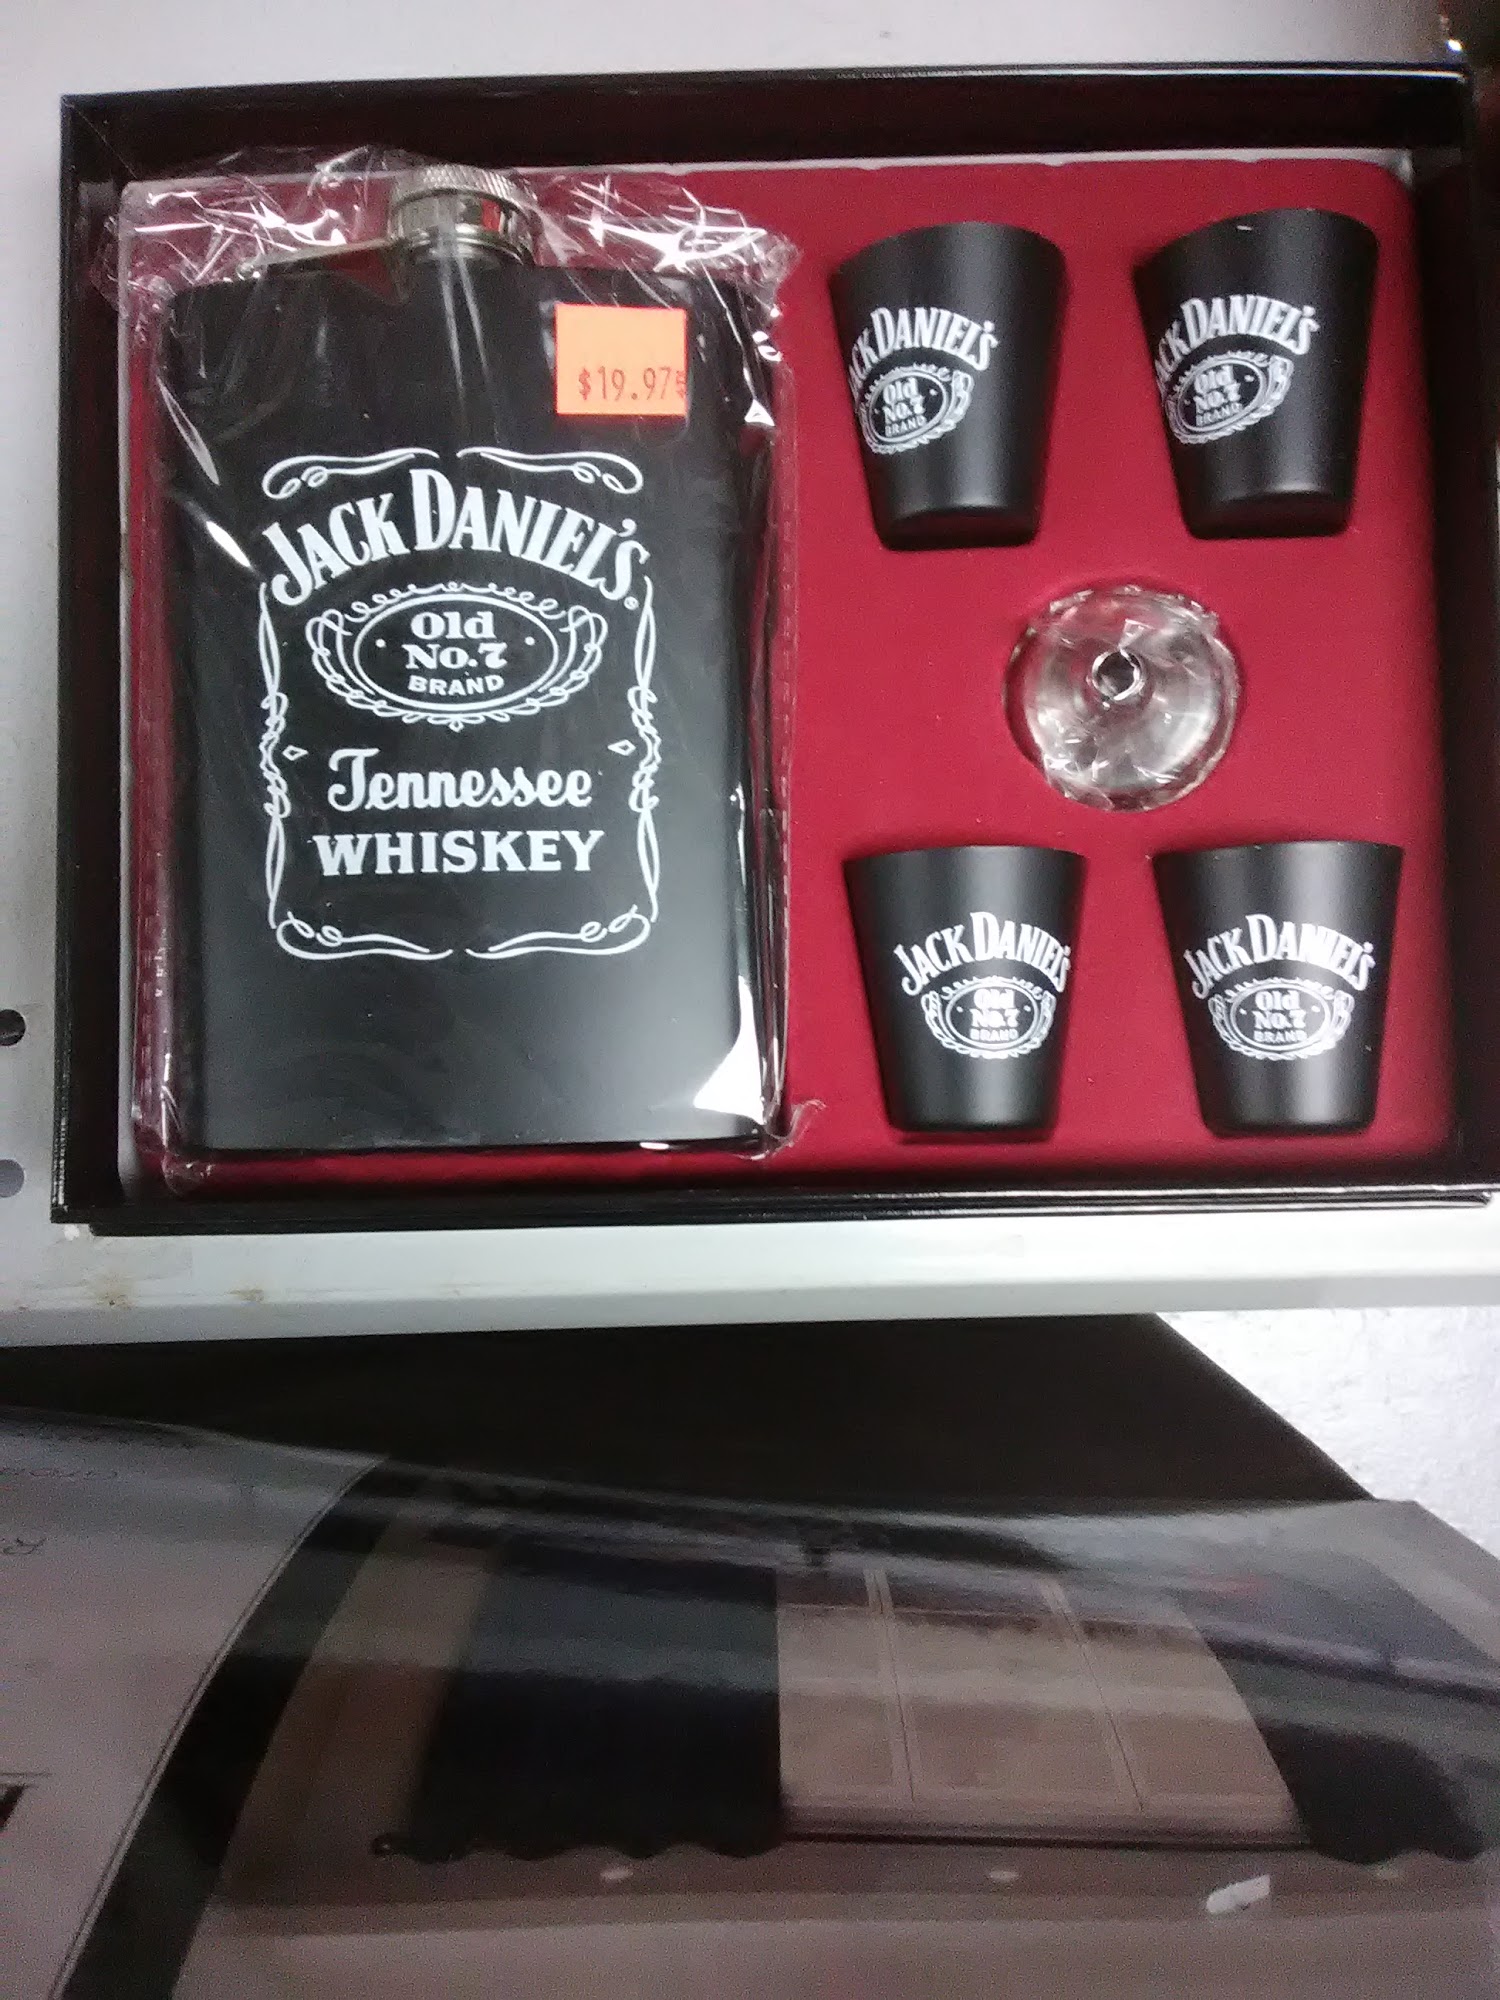 $19.97
JACK DANIEL'S
Old
No.7
BRAND
Tennessee
WHISKEY
JACK DANIEL'S
Old
No.7
BRAND
JACK DANIEL'S
Old
No.7
BRAND
JACK DANIEL'S
Old
No.7
BRAND
JACK DANIEL'S
Old
No.7
BRAND